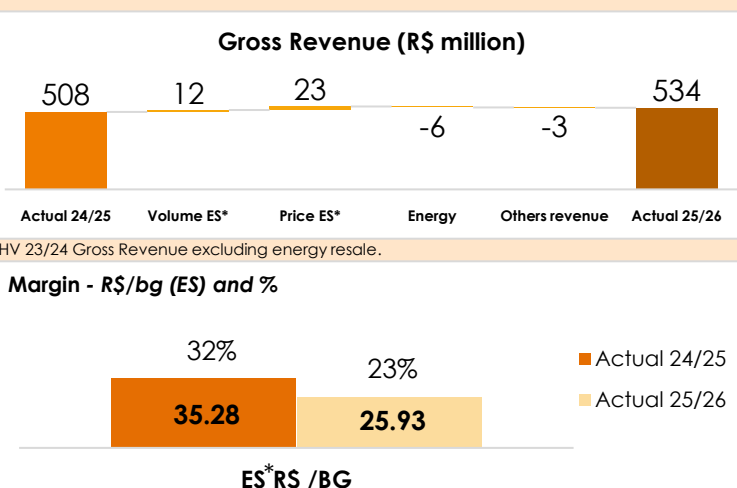 Gross Revenue (R$ million)
508 12 23 534
-6 -3
Actual 24/25 Volume ES* Price ES* Energy Others revenue Actual 25/26
HV 23/24 Gross Revenue excluding energy resale.
Margin - R$/bg (ES) and %
32%
23%
35.28
25.93
Actual 24/25
Actual 25/26
ES*R$ /BG